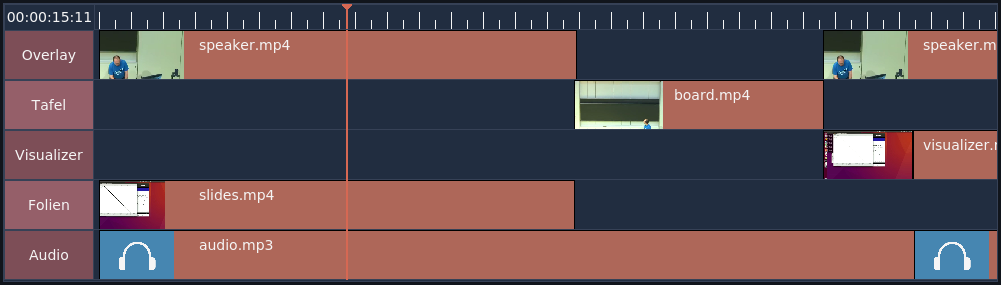 00:00:15:11
Overlay
speaker.mp4
speaker.m
Tafel
board.mp4
Visualizer
visualizer.
Folien
slides.mp4
Audio
audio.mp3